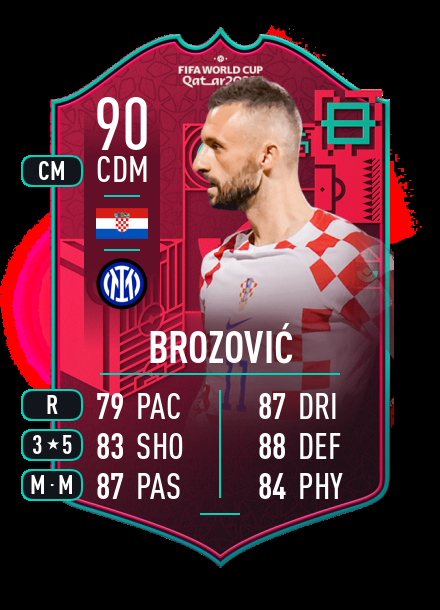 FIFA WORLD CUP
Qatar2022
90
CDM
CM
BROZOVIĆ
R
3★5
M·M
79 PAC
83 SHO
87 PAS
87 DRI
88 DEF
84 PHY
11